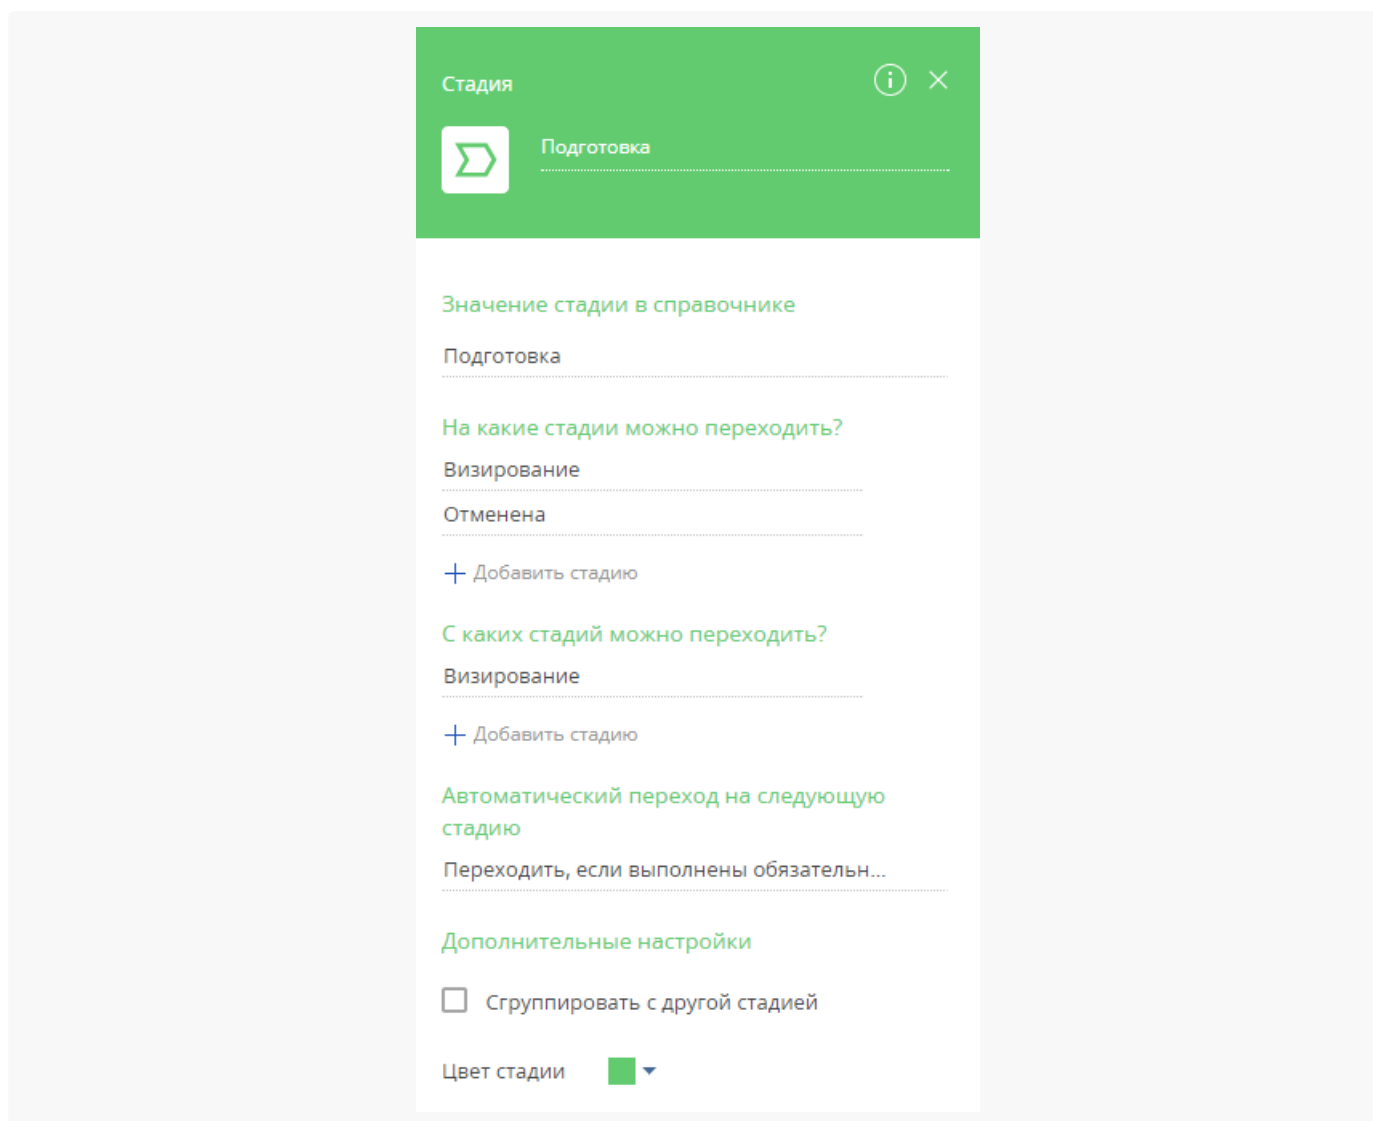 Стадия
Подготовка
Значение стадии в справочнике
Подготовка
На какие стадии можно переходить?
Визирование
Отменена
Добавить стадию
С каких стадий можно переходить?
Визирование
Добавить стадию
Автоматический переход на следующую
стадию
Переходить, если выполнены обязательн...
Дополнительные настройки
Сгруппировать с другой стадией
Цвет стадии